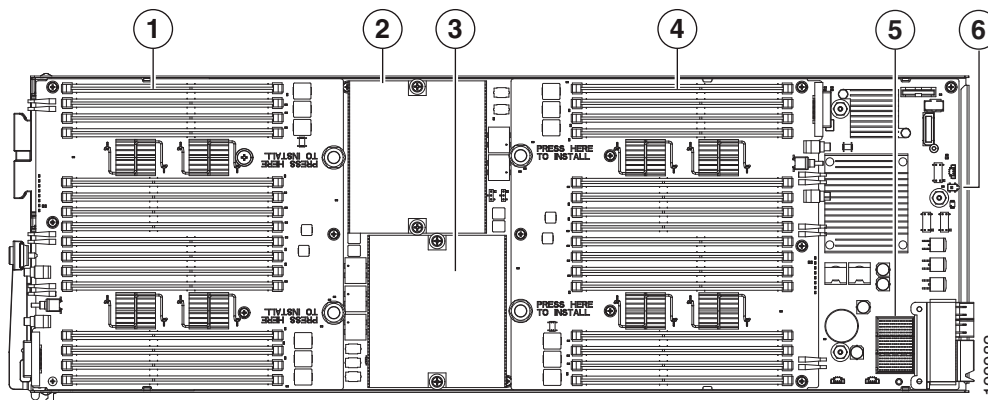 1
2
3
4
5
6
PRESS HERE
TO INSTALL
PRESS HERE
TO INSTALL
PRESS HERE
TO INSTALL
PRESS HERE
TO INSTALL